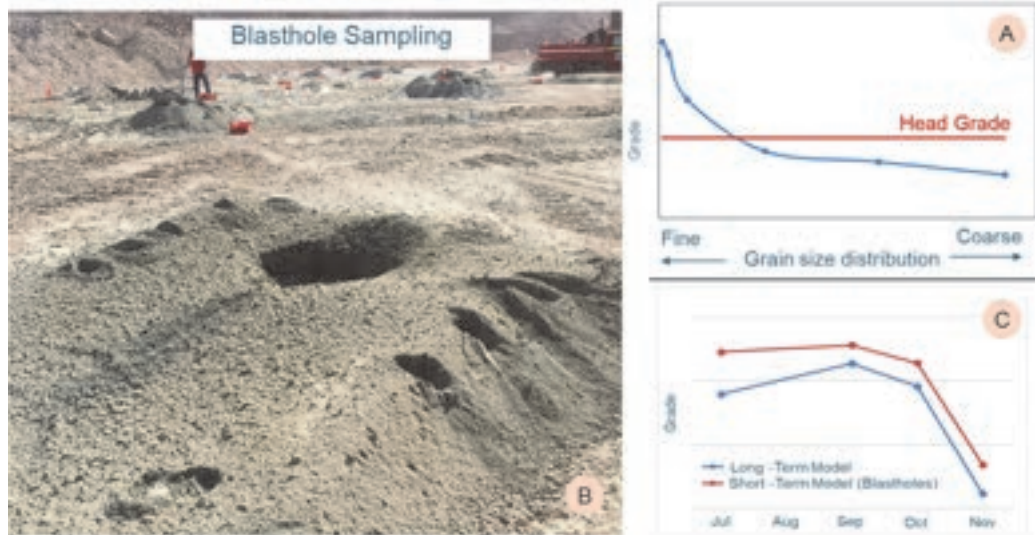 Blasthole Sampling
B
A
Head Grade
Grade
Fine
Coarse
Grain size distribution
C
Grade
Long -Term Model
Short -Term Model (Blastholes)
Jul
Aug
Sep
Oct
Nov